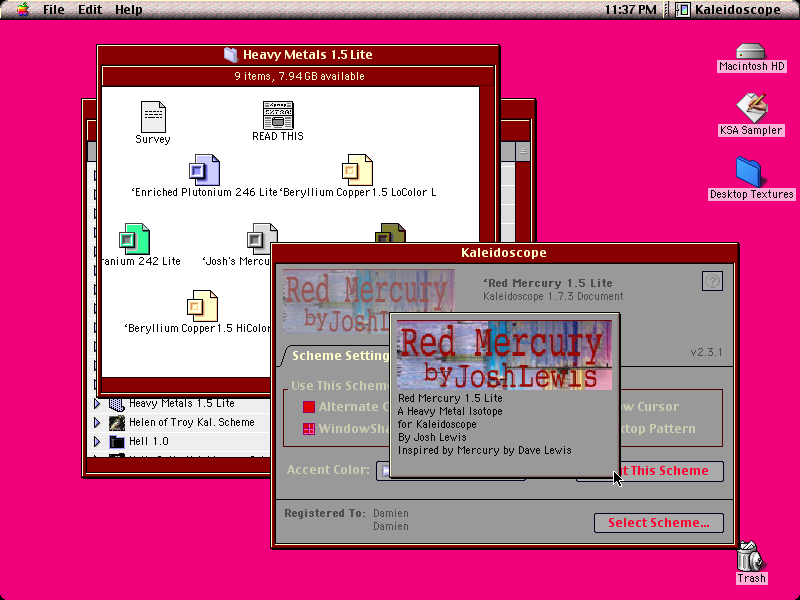 File Edit Help
11:37 PM
Kaleidoscope
Heavy Metals 1.5 Lite
9 items, 7.94 GB available
Survey
READ THIS
‘Enriched Plutonium 246 Lite
‘Beryllium Copper 1.5 LoColor L
ranium 242 Lite
‘Josh's Mercu
‘Beryllium Copper 1.5 HiColor
Heavy Metals 1.5 Lite
Helen of Troy Kal. Scheme
Hell 1.0
Macintosh HD
KSA Sampler
Desktop Textures
Trash
Kaleidoscope
Red Mercury
by Josh L
‘Red Mercury 1.5 Lite
Kaleidoscope 1.7.3 Document
?
v2.3.1
Scheme Setting
Use This Scheme
Alternate C
WindowSha
ow Cursor
ktop Pattern
Accent Color:
t This Scheme
Registered To: Damien
Damien
Select Scheme...
Red Mercury
by Josh Lewis
Red Mercury 1.5 Lite
A Heavy Metal Isotope
for Kaleidoscope
By Josh Lewis
Inspired by Mercury by Dave Lewis